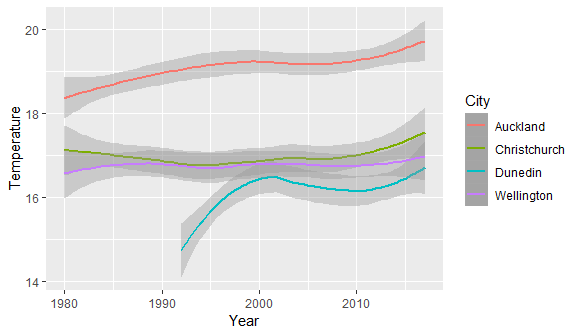 20
18
16
14
Temperature
1980
1990
2000
2010
Year
City
Auckland
Christchurch
Dunedin
Wellington